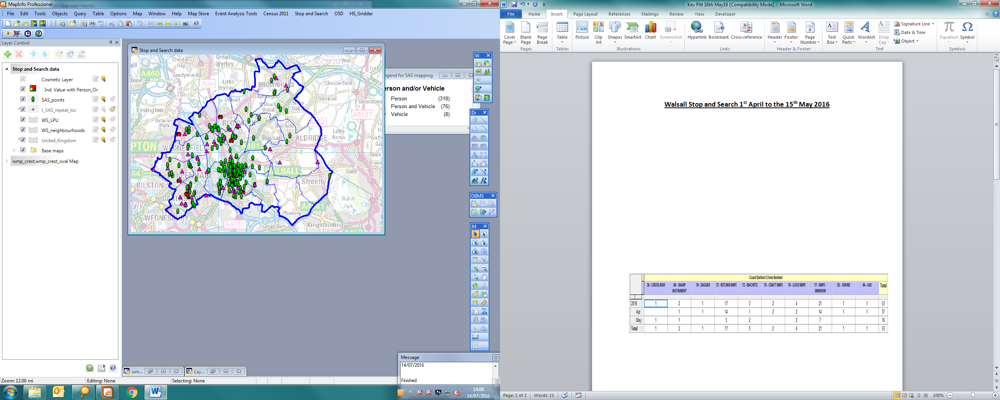 MapInfo Professional
File Edit Tools Objects Query Table Options Map Window Help Map Store Event Analysis Tools Census 2011 Stop and Search OSD HS_Gridder
Layer Control
Stop and Search data
Cosmetic Layer
Ind. Value with Person_Or
SAS_points
t_SAS_repeat_loc
WS_LPU
WS_neighbourhoods
United_Kingdom
Base maps
wmp_crest,wmp_crest_oval Map
Stop and Search data
Cheslyn Hay
Great Wyrley
A460
Landywood
Wall
A34
Little Wyrley
BROWNHILLS
Chesterfield
Hilton Park Services
Essington
Walsall Wood
Stonnall
Shenstone
A5127
Ashmore Park
BLOXWICH
Shelfield
Little Aston
Rushall
ALDRIDGE
PTON
WEDNESFIELD
A461
Mere Green
Four Oaks
54
WALSALL
BILSTON
Streetly
Sutton Park
WEDNESBURY
Pheasey
A4031
Great Barr
Kingstanding
egend for SAS mapping
erson and/or Vehicle
Person (318)
Person and Vehicle (76)
Vehicle (8)
W
Dr
DBMS
M
Message
14/07/2016
Finished
wm...
Lay...
Zoom: 12.00 mi Editing: None Selecting: None
14:08
14/07/2016
Kev Pitt 16th May16 [Compatibility Mode] - Microsoft Word
File Home Insert Page Layout References Mailings Review View Developer
Cover Page
Blank Page
Page Break
Table
Picture
Clip Art
Shapes
SmartArt
Chart
Screenshot
Hyperlink
Bookmark
Cross-reference
Header
Footer
Page Number
Text Box
Quick Parts
WordArt
Drop Cap
Signature Line
Date & Time
Object
Equation
Symbol
Pages Tables Illustrations Links Header & Footer Text Symbols
Walsall Stop and Search 1st April to the 15th May 2016
Count Distinct Crime Number
30 - CROSS BOW 69 - SHARP INSTRUMENT 70 - DAGGER 72 - KITCHEN KNIFE 73 - MACHETE 75 - CRAFT KNIFE 76 - LOCK KNIFE 77 - KNIFE - UNKNOWN 83 - SWORD 84 - AXE Total
2016 1 2 1 17 3 2 4 21 1 1 53
Apr 1 1 14 1 2 2 14 1 1 37
May 1 1 3 2 2 7 16
Total 1 2 1 17 3 2 4 21 1 1 53
Page: 1 of 2 Words: 11 100%